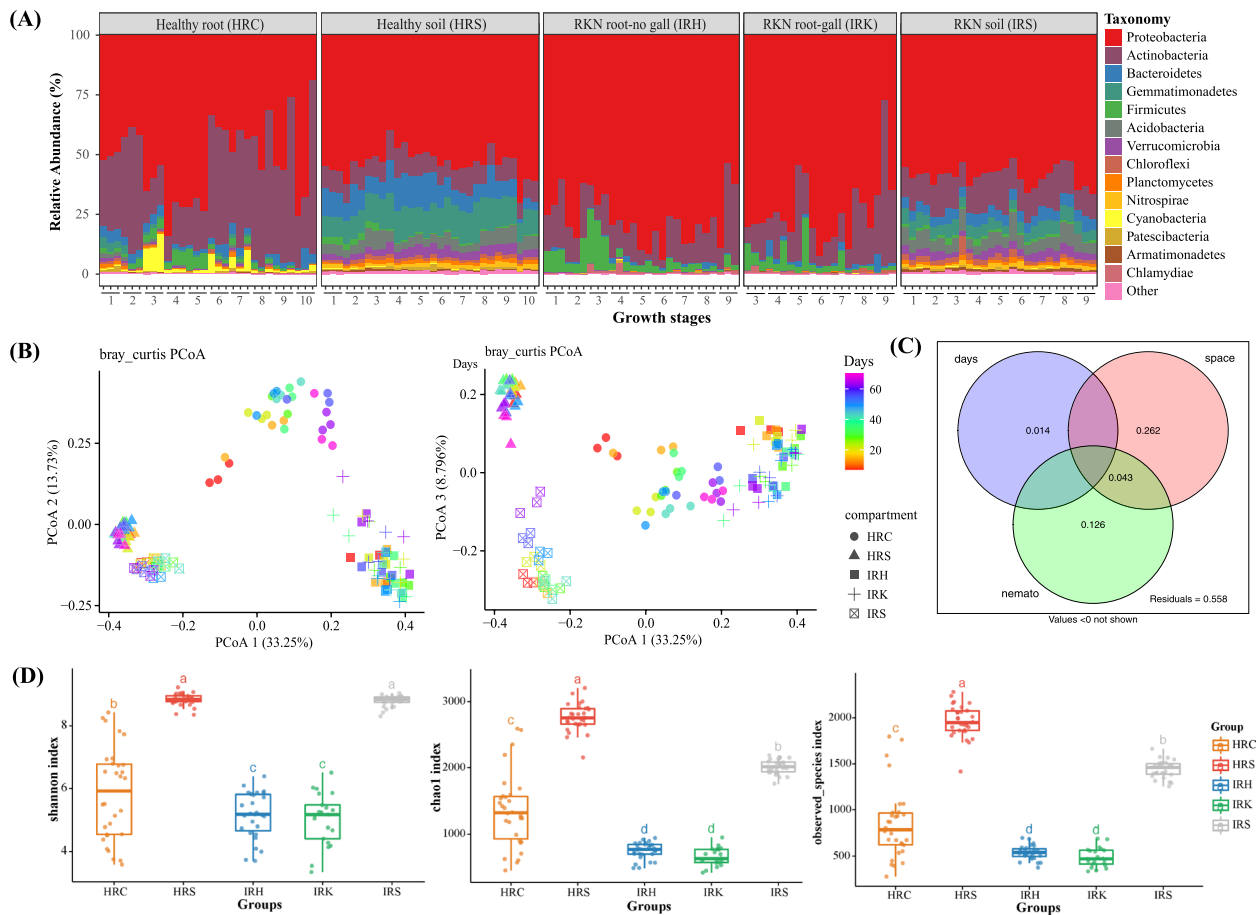 (A)
Healthy root (HRC) Healthy soil (HRS) RKN root-no gall (IRH) RKN root-gall (IRK) RKN soil (IRS)
Relative Abundance (%)
100
75
50
25
0
1 2 3 4 5 6 7 8 9 10 1 2 3 4 5 6 7 8 9 10 1 2 3 4 5 6 7 8 9 3 4 5 6 7 8 9 1 2 3 4 5 6 7 8 9
Growth stages
Taxonomy
Proteobacteria
Actinobacteria
Bacteroidetes
Gemmatimonadetes
Firmicutes
Acidobacteria
Verrucomicrobia
Chloroflexi
Planctomycetes
Nitrospirae
Cyanobacteria
Patescibacteria
Armatimonadetes
Chlamydiae
Other
(B)
bray_curtis PCoA
PCoA 2 (13.73%)
0.25
0.00
−0.25
−0.4 −0.2 0.0 0.2 0.4
PCoA 1 (33.25%)
Days
bray_curtis PCoA
PCoA 3 (8.796%)
0.2
0.0
−0.2
−0.4 −0.2 0.0 0.2 0.4
PCoA 1 (33.25%)
Days
60
40
20
compartment
HRC
HRS
IRH
IRK
IRS
(C)
days
space
0.014
0.262
0.043
0.126
nemato
Residuals = 0.558
Values <0 not shown
(D)
shannon index
8
6
4
b a c c a
HRC HRS IRH IRK IRS
Groups
chao1 index
3000
2000
1000
c a d d b
HRC HRS IRH IRK IRS
Groups
observed_species index
2000
1500
1000
500
c a d d b
HRC HRS IRH IRK IRS
Groups
Group
HRC
HRS
IRH
IRK
IRS